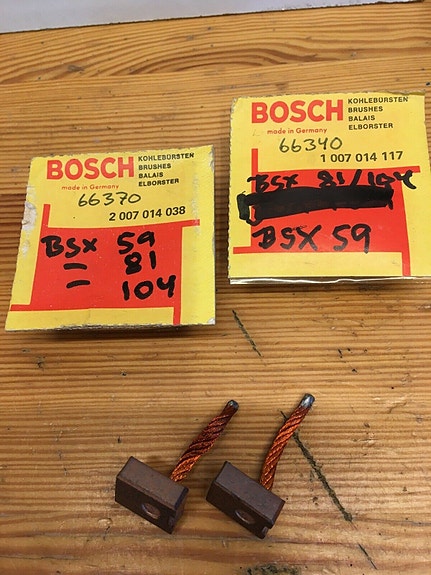 BOSCH
KOHLEBÜRSTEN
BRUSHES
BALAIS
ELBORSTER
made in Germany
66370
2 007 014 038
BSX 59
= 81
= 104
BOSCH
KOHLEBÜRSTEN
BRUSHES
BALAIS
ELBORSTER
made in Germany
66340
1 007 014 117
BSX 81/104
BSX 59